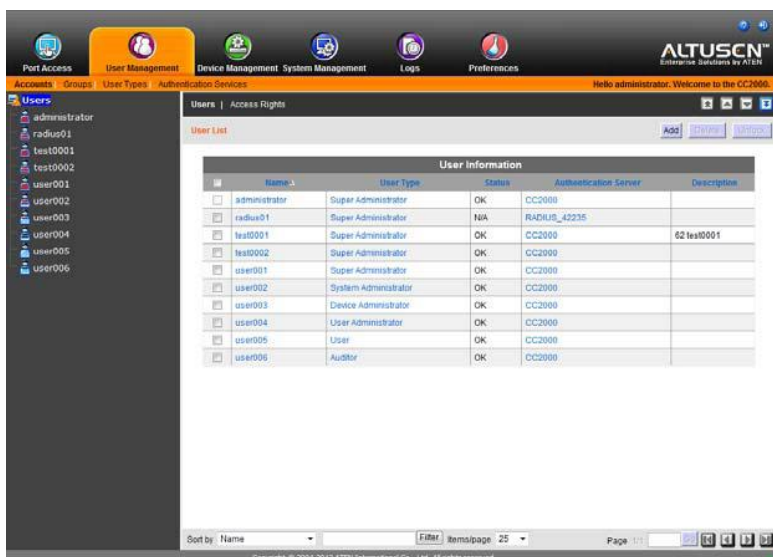 ALTUSCN™
Enterprise Solutions by ATEN
Port Access User Management Device Management System Management Logs Preferences
Accounts Groups User Types Authentication Services Hello administrator. Welcome to the CC2000.
Users
administrator
radius01
test0001
test0002
user001
user002
user003
user004
user005
user006
Users | Access Rights
User List Add Delete Unlock
User Information
Name User Type Status Authentication Server Description
administrator Super Administrator OK CC2000
radius01 Super Administrator N/A RADIUS_42235
test0001 Super Administrator OK CC2000 62 test0001
test0002 Super Administrator OK CC2000
user001 Super Administrator OK CC2000
user002 System Administrator OK CC2000
user003 Device Administrator OK CC2000
user004 User Administrator OK CC2000
user005 User OK CC2000
user006 Auditor OK CC2000
Sort by Name Filter Items/page 25 Page 1/1